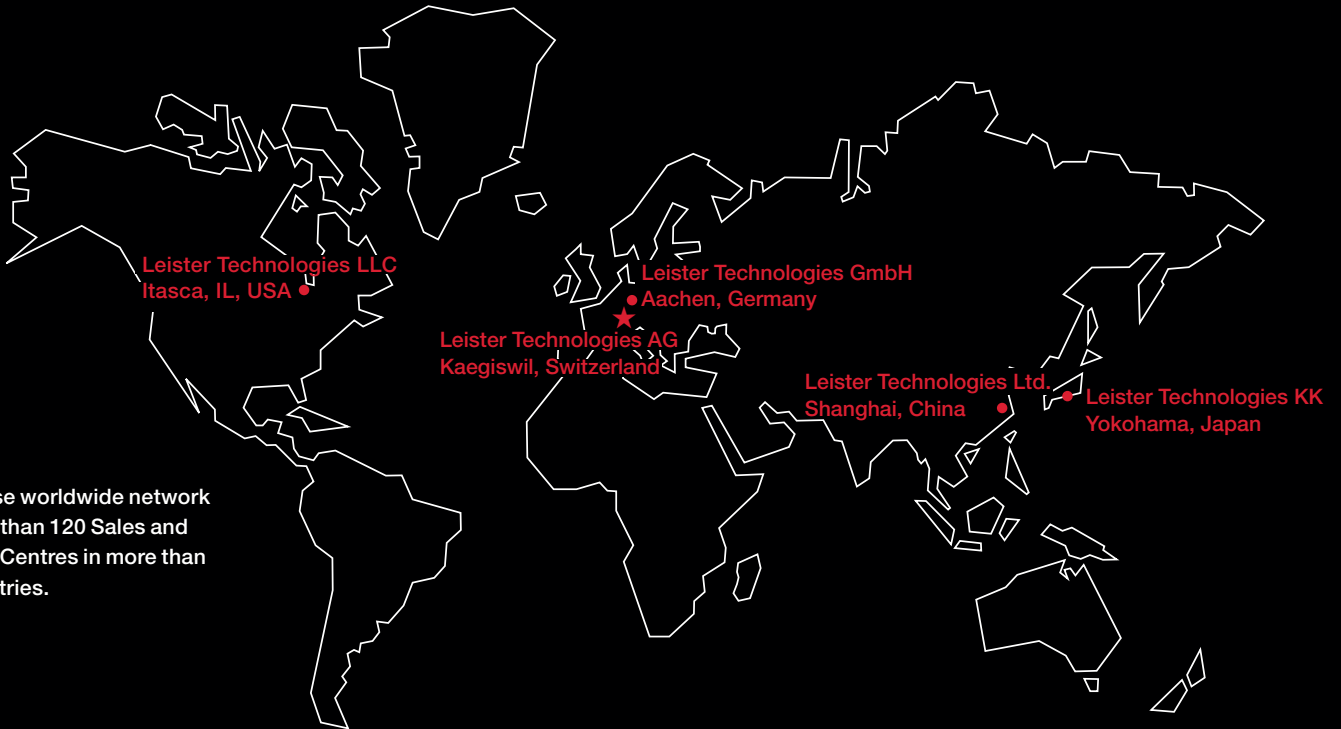 Leister Technologies LLC
Itasca, IL, USA
Leister Technologies GmbH
Aachen, Germany
Leister Technologies AG
Kaegiswil, Switzerland
Leister Technologies Ltd.
Shanghai, China
Leister Technologies KK
Yokohama, Japan
se worldwide network
than 120 Sales and
Centres in more than
tries.